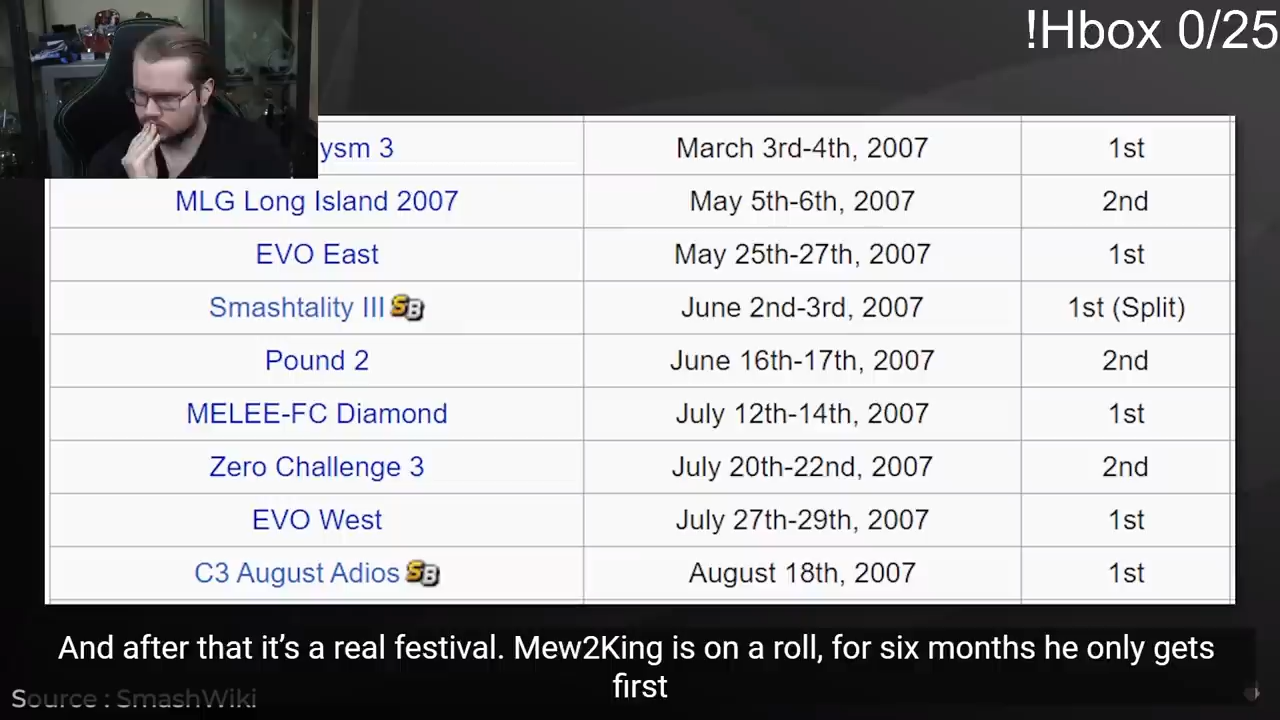 !Hbox 0/25
ysm 3 March 3rd-4th, 2007 1st
MLG Long Island 2007 May 5th-6th, 2007 2nd
EVO East May 25th-27th, 2007 1st
Smashtality III SB June 2nd-3rd, 2007 1st (Split)
Pound 2 June 16th-17th, 2007 2nd
MELEE-FC Diamond July 12th-14th, 2007 1st
Zero Challenge 3 July 20th-22nd, 2007 2nd
EVO West July 27th-29th, 2007 1st
C3 August Adios SB August 18th, 2007 1st
And after that it’s a real festival. Mew2King is on a roll, for six months he only gets
first
Source : SmashWiki